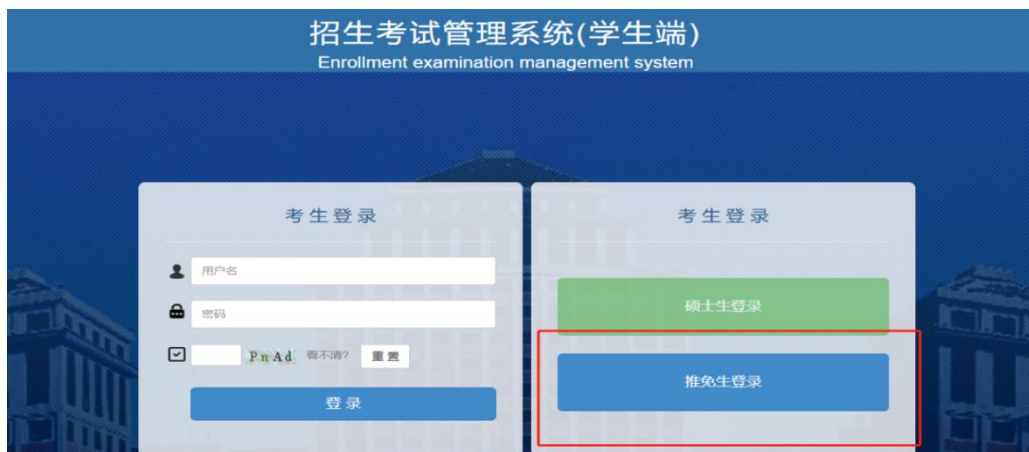 招生考试管理系统(学生端)
Enrollment examination management system
考生登录
用户名
密码
PnAd 看不清? 重置
登录
考生登录
硕士生登录
推免生登录